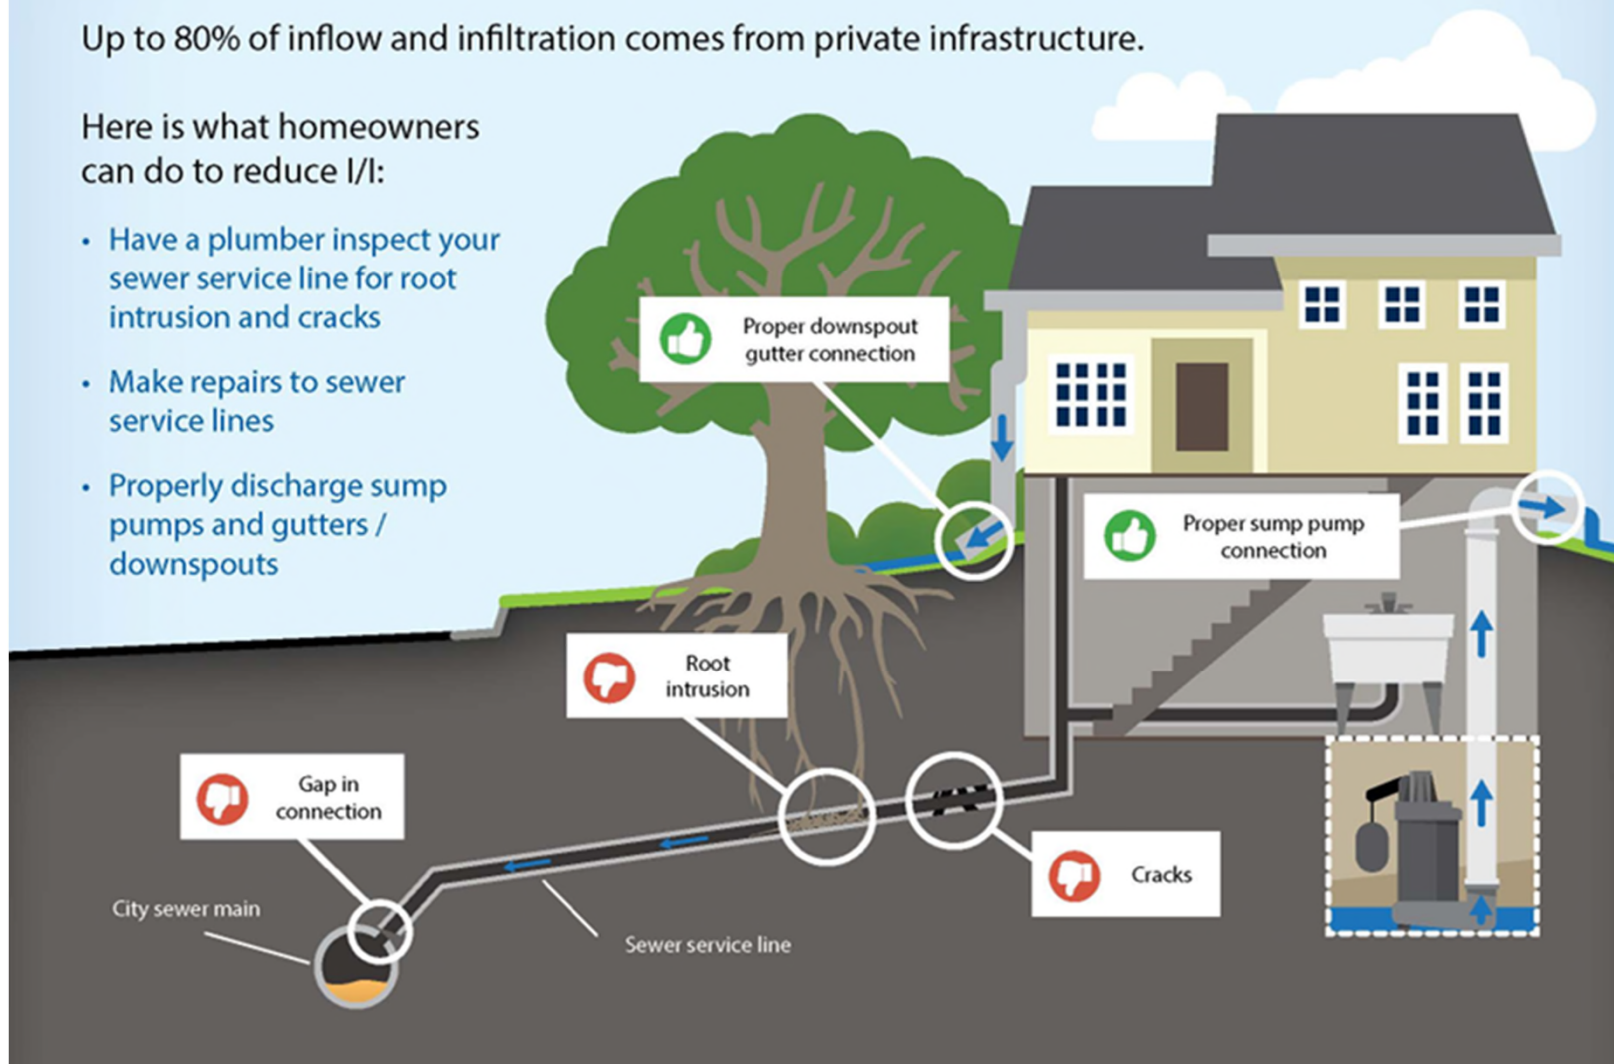 Up to 80% of inflow and infiltration comes from private infrastructure.
Here is what homeowners
can do to reduce I/I:
• Have a plumber inspect your
sewer service line for root
intrusion and cracks
• Make repairs to sewer
service lines
• Properly discharge sump
pumps and gutters /
downspouts
Proper downspout
gutter connection
Proper sump pump
connection
Root
intrusion
Gap in
connection
Cracks
City sewer main
Sewer service line